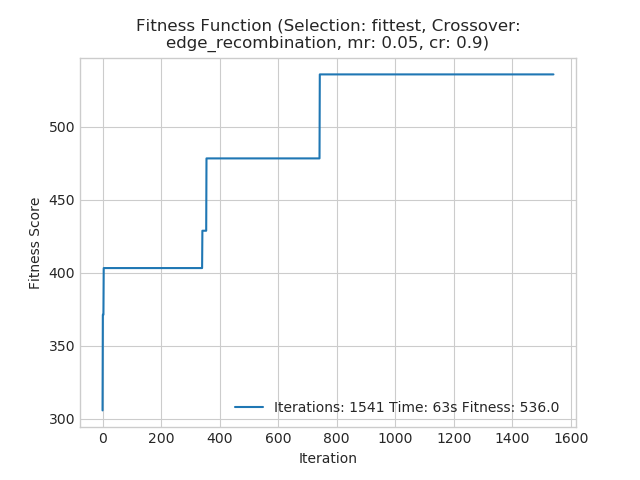 Fitness Function (Selection: fittest, Crossover:
edge_recombination, mr: 0.05, cr: 0.9)
500
450
400
350
300
Fitness Score
Iterations: 1541 Time: 63s Fitness: 536.0
0 200 400 600 800 1000 1200 1400 1600
Iteration